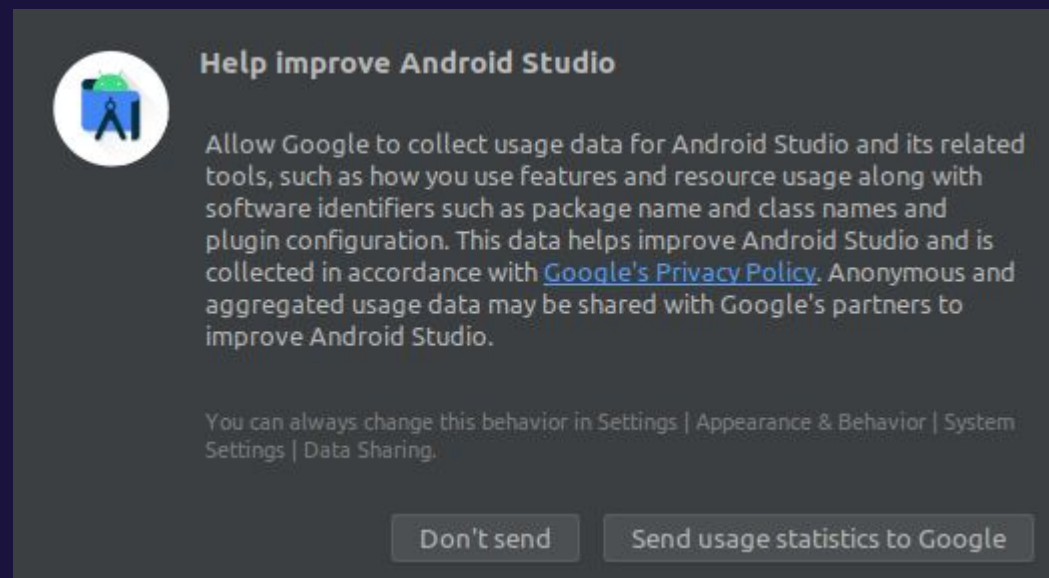 Help improve Android Studio
Allow Google to collect usage data for Android Studio and its related
tools, such as how you use features and resource usage along with
software identifiers such as package name and class names and
plugin configuration. This data helps improve Android Studio and is
collected in accordance with Google's Privacy Policy. Anonymous and
aggregated usage data may be shared with Google's partners to
improve Android Studio.
You can always change this behavior in Settings | Appearance & Behavior | System
Settings | Data Sharing.
Don't send
Send usage statistics to Google